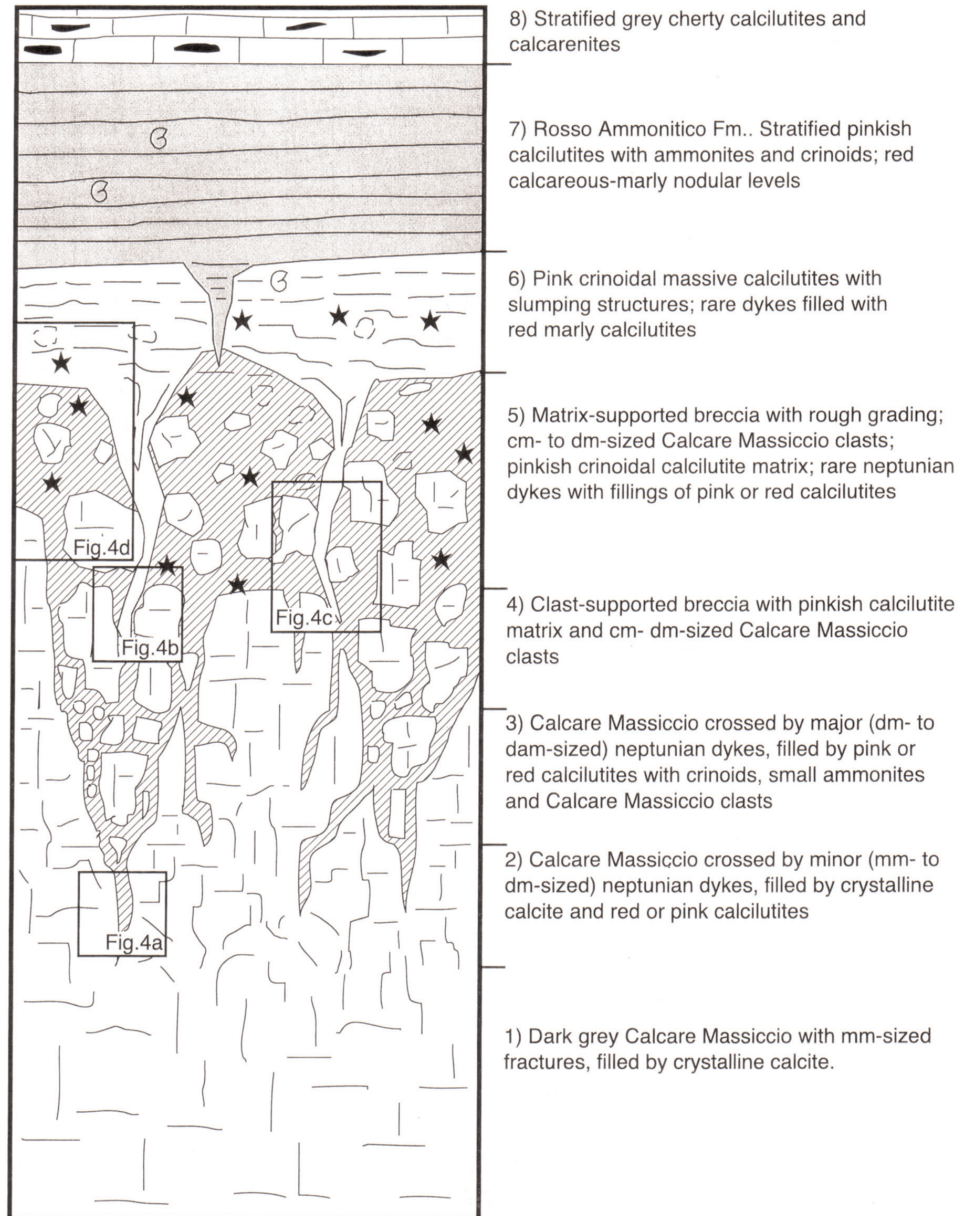 8) Stratified grey cherty calcilutites and
calcarenites
7) Rosso Ammonitico Fm.. Stratified pinkish
calcilutites with ammonites and crinoids; red
calcareous-marly nodular levels
6) Pink crinoidal massive calcilutites with
slumping structures; rare dykes filled with
red marly calcilutites
5) Matrix-supported breccia with rough grading;
cm- to dm-sized Calcare Massiccio clasts;
pinkish crinoidal calcilutite matrix; rare neptunian
dykes with fillings of pink or red calcilutites
Fig.4d
4) Clast-supported breccia with pinkish calcilutite
matrix and cm- dm-sized Calcare Massiccio
clasts
Fig.4c
Fig.4b
3) Calcare Massiccio crossed by major (dm- to
dam-sized) neptunian dykes, filled by pink or
red calcilutites with crinoids, small ammonites
and Calcare Massiccio clasts
2) Calcare Massiccio crossed by minor (mm- to
dm-sized) neptunian dykes, filled by crystalline
calcite and red or pink calcilutites
Fig.4a
1) Dark grey Calcare Massiccio with mm-sized
fractures, filled by crystalline calcite.